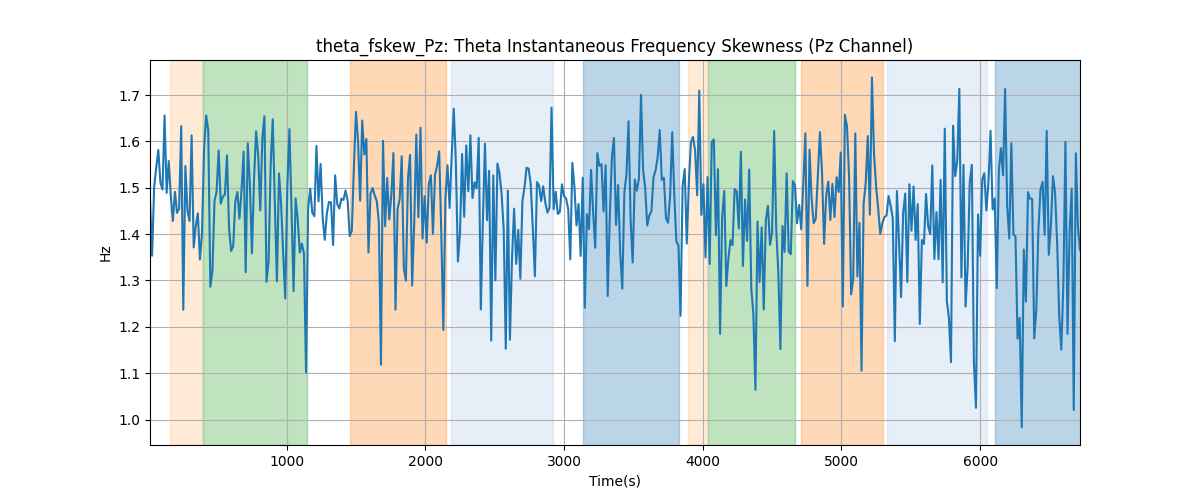 theta_fskew_Pz: Theta Instantaneous Frequency Skewness (Pz Channel)
1.7
1.6
1.5
1.4
1.3
1.2
1.1
1.0
Hz
1000 2000 3000 4000 5000 6000
Time(s)